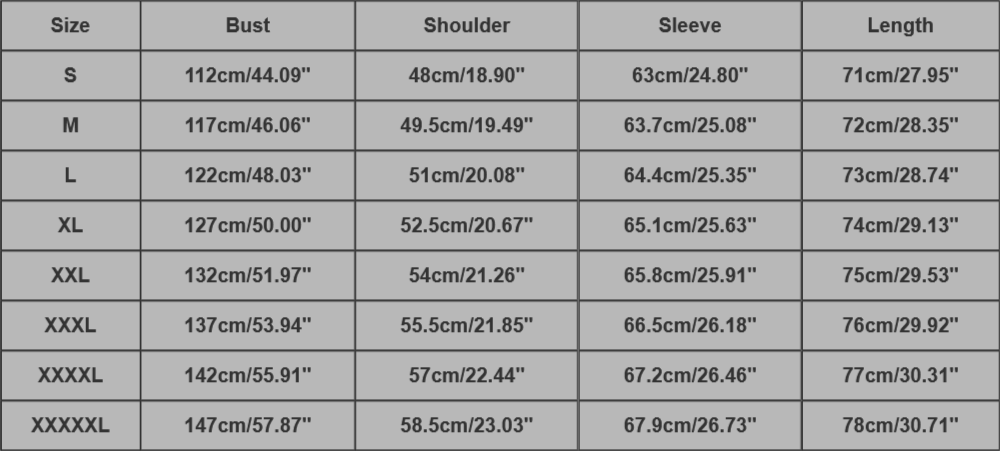 Size Bust Shoulder Sleeve Length
S 112cm/44.09" 48cm/18.90" 63cm/24.80" 71cm/27.95"
M 117cm/46.06" 49.5cm/19.49" 63.7cm/25.08" 72cm/28.35"
L 122cm/48.03" 51cm/20.08" 64.4cm/25.35" 73cm/28.74"
XL 127cm/50.00" 52.5cm/20.67" 65.1cm/25.63" 74cm/29.13"
XXL 132cm/51.97" 54cm/21.26" 65.8cm/25.91" 75cm/29.53"
XXXL 137cm/53.94" 55.5cm/21.85" 66.5cm/26.18" 76cm/29.92"
XXXXL 142cm/55.91" 57cm/22.44" 67.2cm/26.46" 77cm/30.31"
XXXXXL 147cm/57.87" 58.5cm/23.03" 67.9cm/26.73" 78cm/30.71"